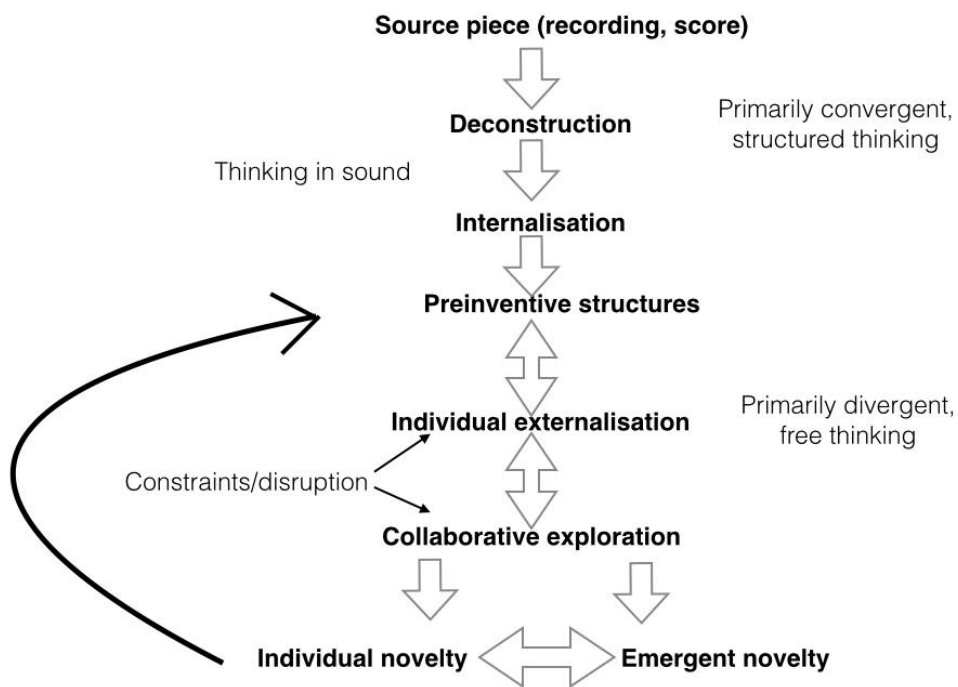 Source piece (recording, score)
Deconstruction
Primarily convergent,
structured thinking
Thinking in sound
Internalisation
Preinventive structures
Individual externalisation
Primarily divergent,
free thinking
Constraints/disruption
Collaborative exploration
Individual novelty
Emergent novelty